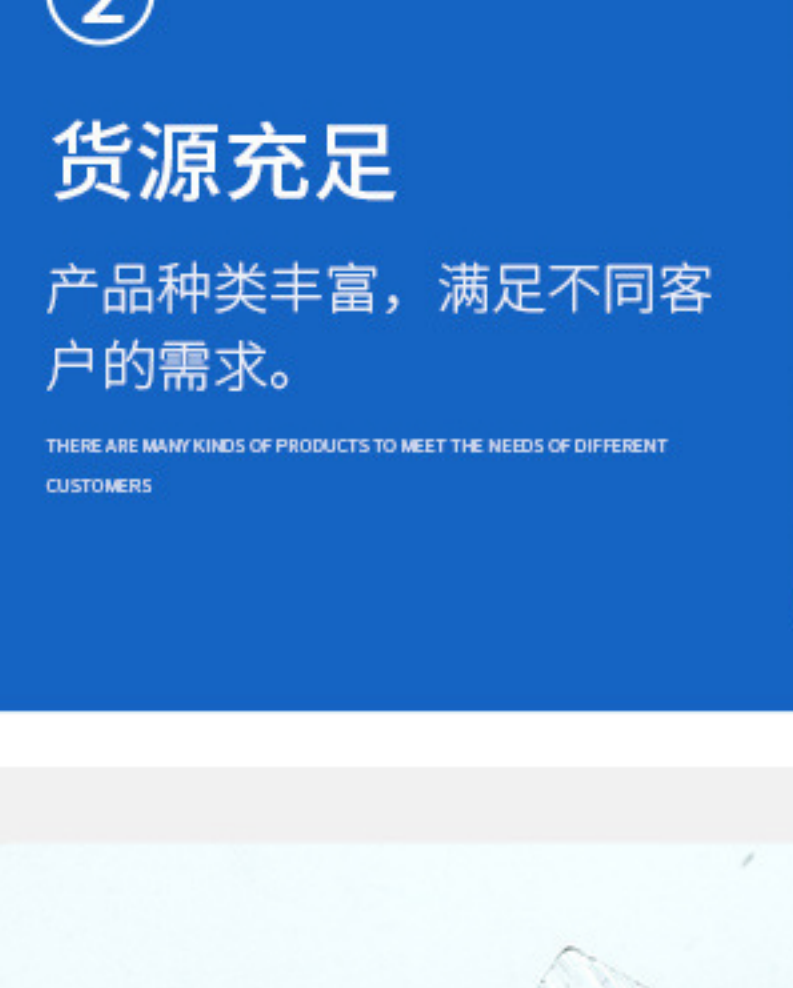 2
货源充足
产品种类丰富，满足不同客
户的需求。
THERE ARE MANY KINDS OF PRODUCTS TO MEET THE NEEDS OF DIFFERENT
CUSTOMERS